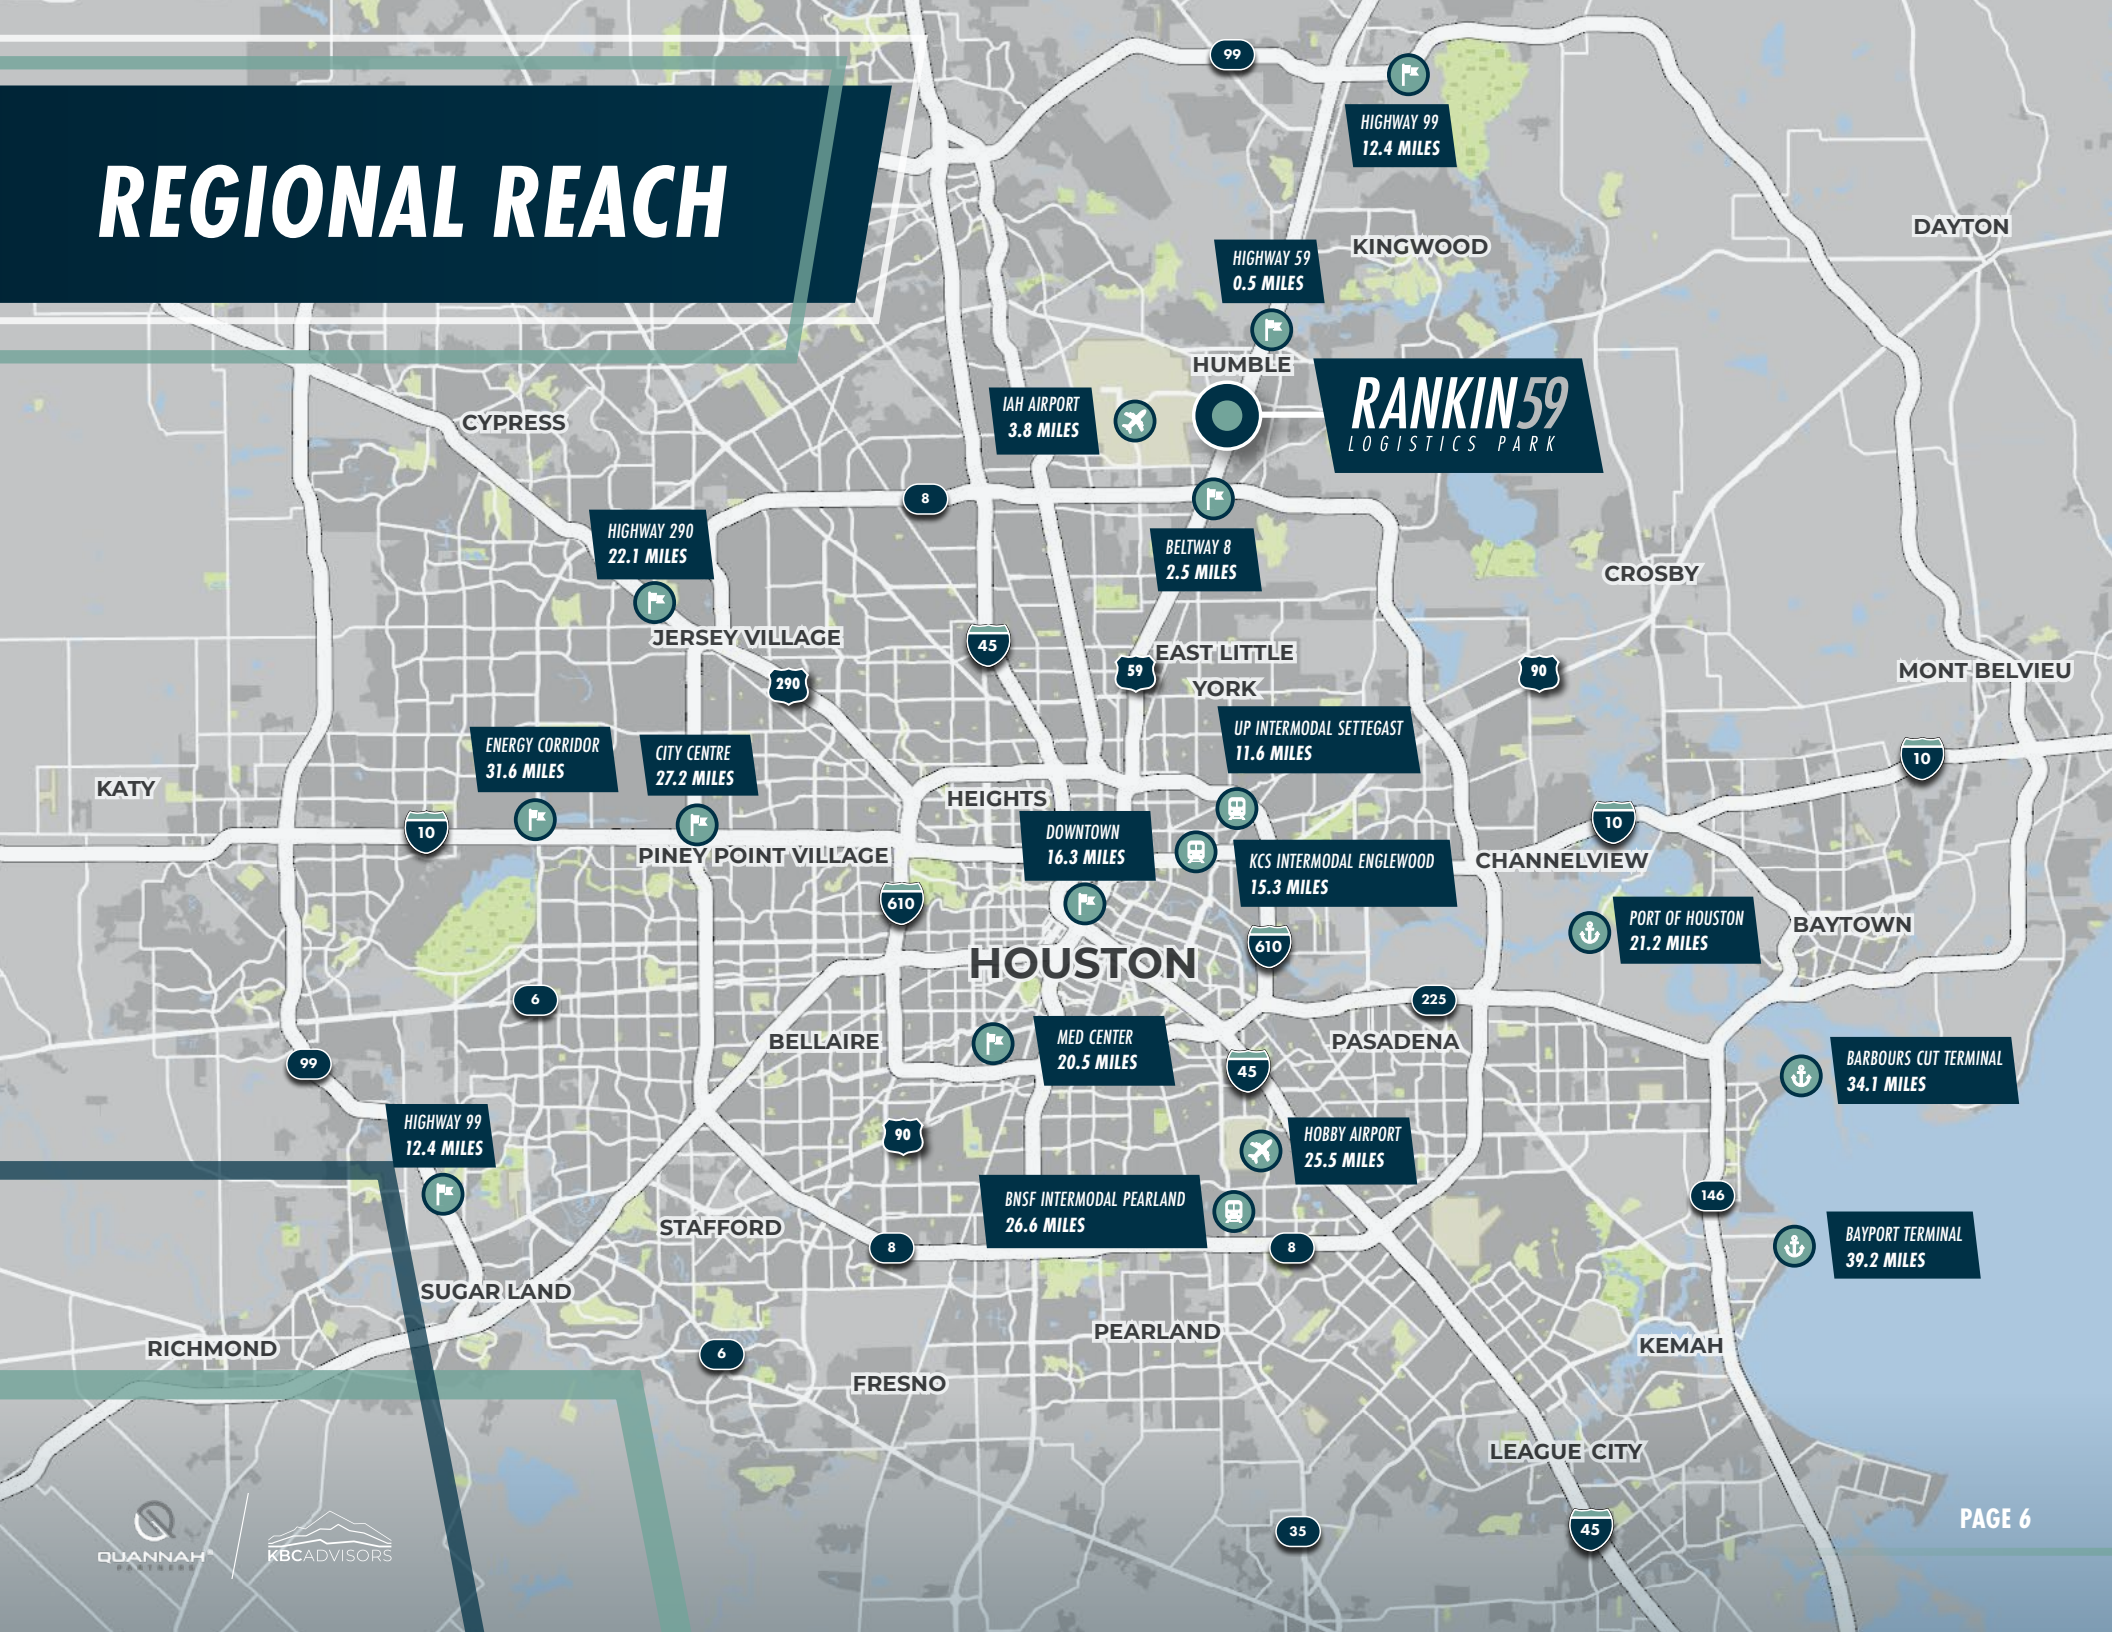 REGIONAL REACH
99
HIGHWAY 99
12.4 MILES
DAYTON
KINGWOOD
HIGHWAY 59
0.5 MILES
HUMBLE
RANKIN59
LOGISTICS PARK
IAH AIRPORT
3.8 MILES
CYPRESS
8
HIGHWAY 290
22.1 MILES
BELTWAY 8
2.5 MILES
CROSBY
JERSEY VILLAGE
45
EAST LITTLE
YORK
59
90
MONT BELVIEU
290
UP INTERMODAL SETTEGAST
11.6 MILES
ENERGY CORRIDOR
31.6 MILES
CITY CENTRE
27.2 MILES
10
KATY
HEIGHTS
10
10
DOWNTOWN
16.3 MILES
PINEY POINT VILLAGE
KCS INTERMODAL ENGLEWOOD
15.3 MILES
CHANNELVIEW
610
PORT OF HOUSTON
21.2 MILES
BAYTOWN
610
HOUSTON
6
225
BELLAIRE
MED CENTER
20.5 MILES
PASADENA
99
45
BARBOURS CUT TERMINAL
34.1 MILES
HIGHWAY 99
12.4 MILES
90
HOBBY AIRPORT
25.5 MILES
BNSF INTERMODAL PEARLAND
26.6 MILES
146
STAFFORD
8
8
BAYPORT TERMINAL
39.2 MILES
SUGAR LAND
RICHMOND
6
PEARLAND
KEMAH
FRESNO
LEAGUE CITY
35
45
PAGE 6
QUANNAH
PARTNERS
KBCADVISORS